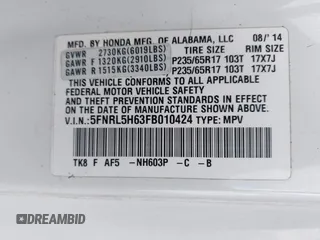 MFD. BY HONDA MFG. OF ALABAMA, LLC 08/'14
GVWR 2730KG(6019LBS) TIRE SIZE RIM SIZE
GAWR F 1320KG(2910LBS) P235/65R17 103T 17X7J
GAWR R 1515KG(3340LBS) P235/65R17 103T 17X7J
THIS VEHICLE CONFORMS TO ALL APPLICABLE
FEDERAL MOTOR VEHICLE SAFETY AND
THEFT PREVENTION STANDARDS IN EFFECT ON
THE DATE OF MANUFACTURE SHOWN ABOVE.
V.I.N.: 5FNRL5H63FB010424 TYPE: MPV
TK8 F AF5 -NH603P -C -B
DREAMBID